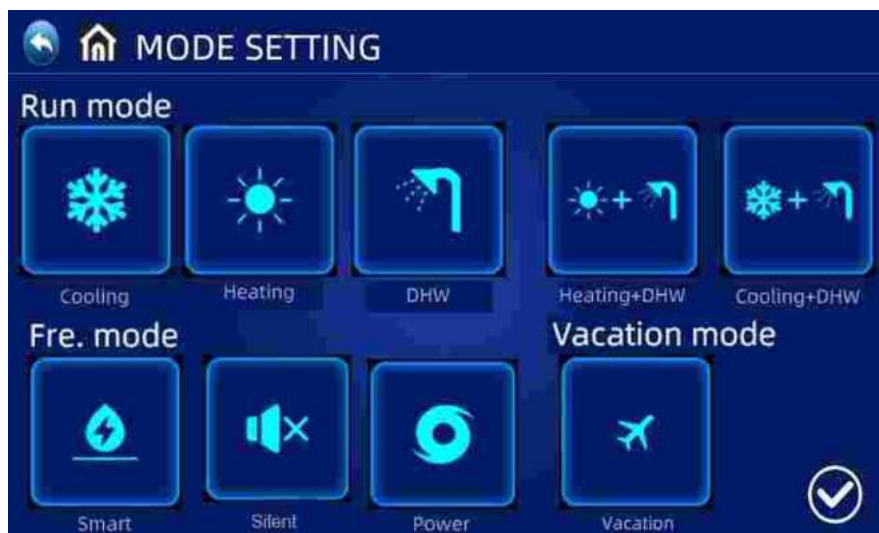 MODE SETTING
Run mode
Cooling
Heating
DHW
Heating+DHW
Cooling+DHW
Fre. mode
Vacation mode
Smart
Silent
Power
Vacation